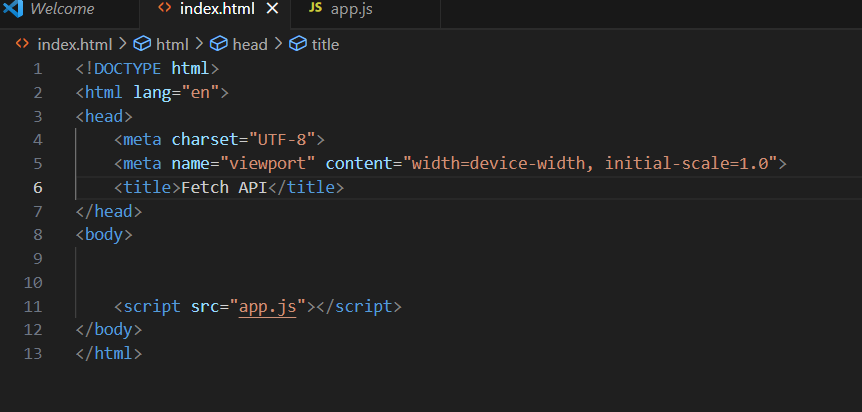 Welcome index.html JS app.js
index.html html head title
1 <!DOCTYPE html>
2 <html lang="en">
3 <head>
4 <meta charset="UTF-8">
5 <meta name="viewport" content="width=device-width, initial-scale=1.0">
6 <title>Fetch API</title>
7 </head>
8 <body>
9
10
11 <script src="app.js"></script>
12 </body>
13 </html>